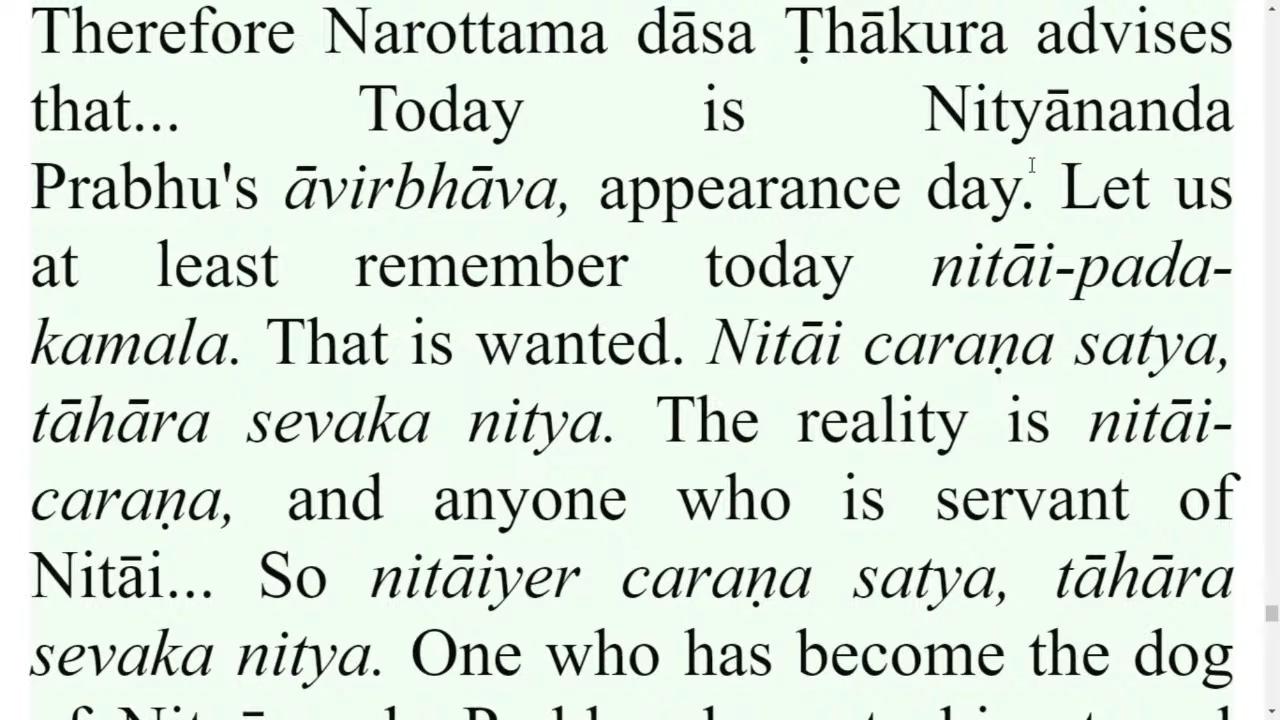 Therefore Narottama dāsa Ṭhākura advises
that... Today is Nityānanda
Prabhu's āvirbhāva, appearance day. Let us
at least remember today nitāi-pada-
kamala. That is wanted. Nitāi caraṇa satya,
tāhāra sevaka nitya. The reality is nitāi-
caraṇa, and anyone who is servant of
Nitāi... So nitāiyer caraṇa satya, tāhāra
sevaka nitya. One who has become the dog